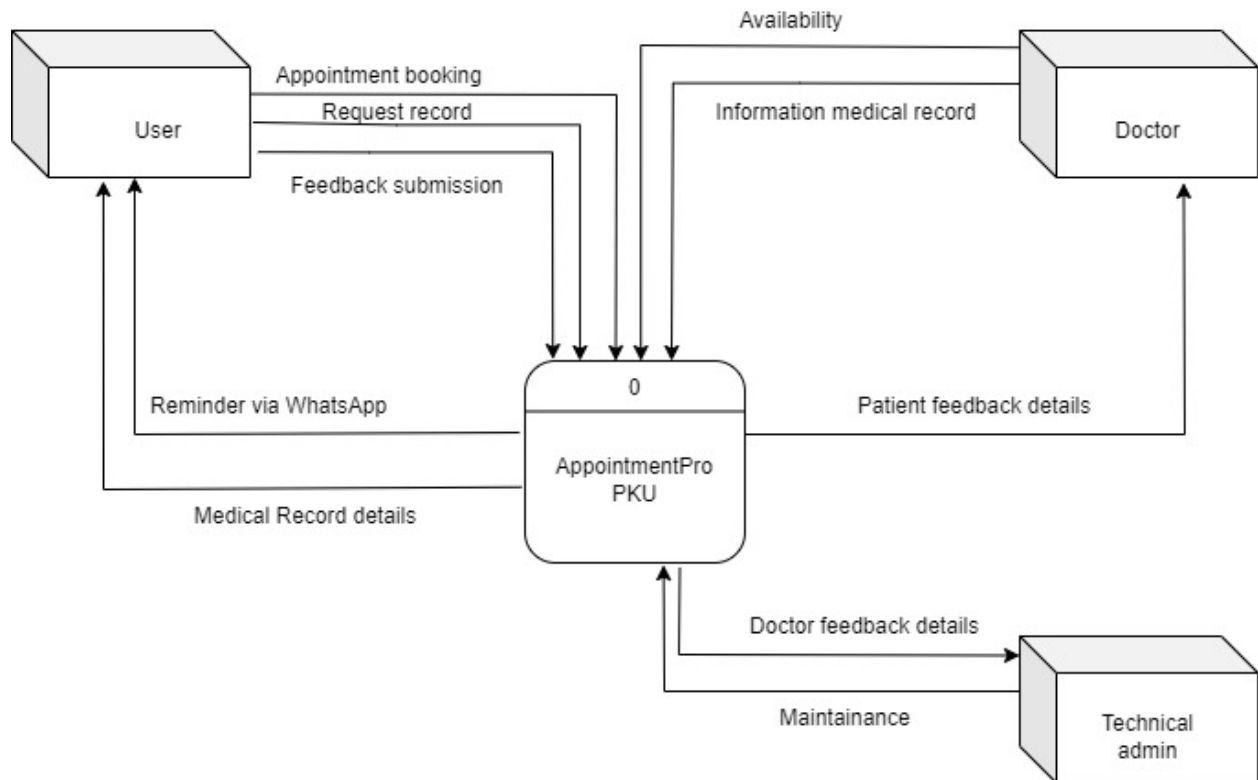 Availability
Appointment booking
Request record
Information medical record
User
Doctor
Feedback submission
0
Reminder via WhatsApp
Patient feedback details
AppointmentPro
PKU
Medical Record details
Doctor feedback details
Maintainance
Technical
admin